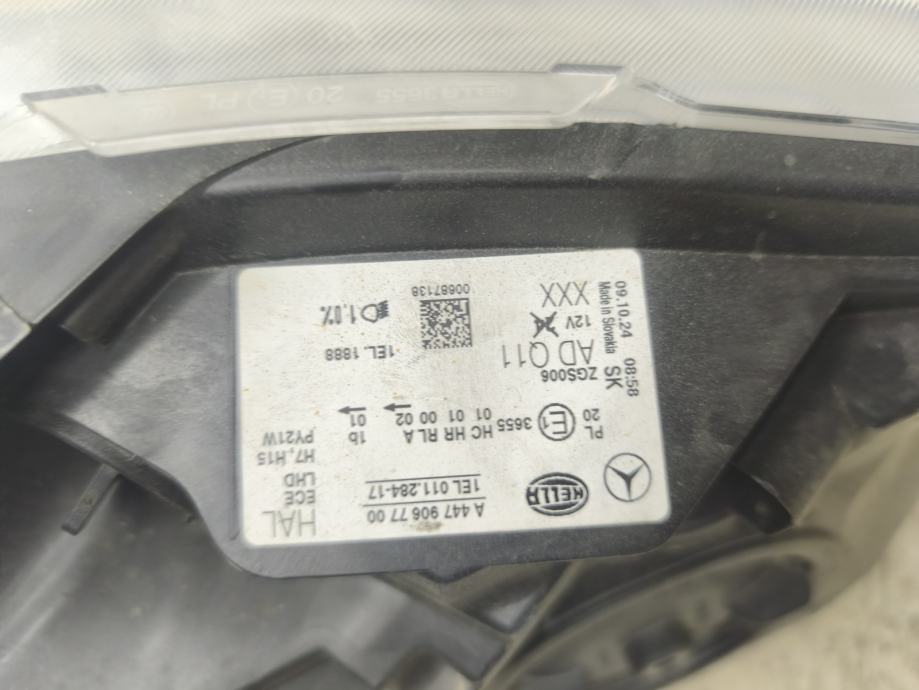 A 447 906 77 00
1EL 011.284-17
HAL
ECE
LHD
H7, H15
PY21W
HELLA
PL
20
E1
3655
HC HR RL A
01 01 00 02
1b
01
ZGS006
AD Q11
SK
1EL. 1888
12V
24
XXX
1.0%
00687138
Made in Slovakia
09.10.24 08:58
HELLA 3655
20 (E1) PL